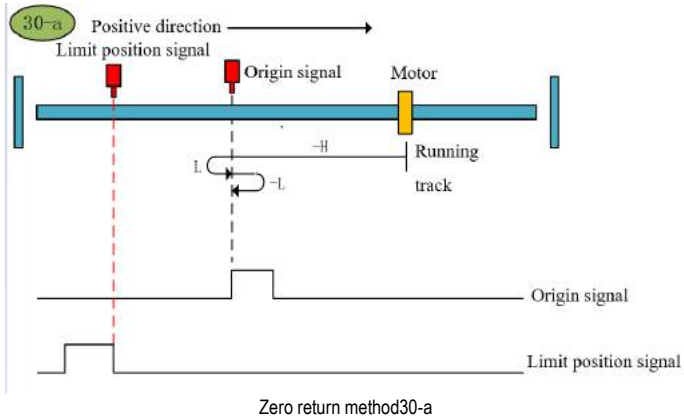 30-a
Positive direction
Limit position signal
Origin signal
Motor
-H
Running
track
L
-L
Origin signal
Limit position signal
Zero return method30-a